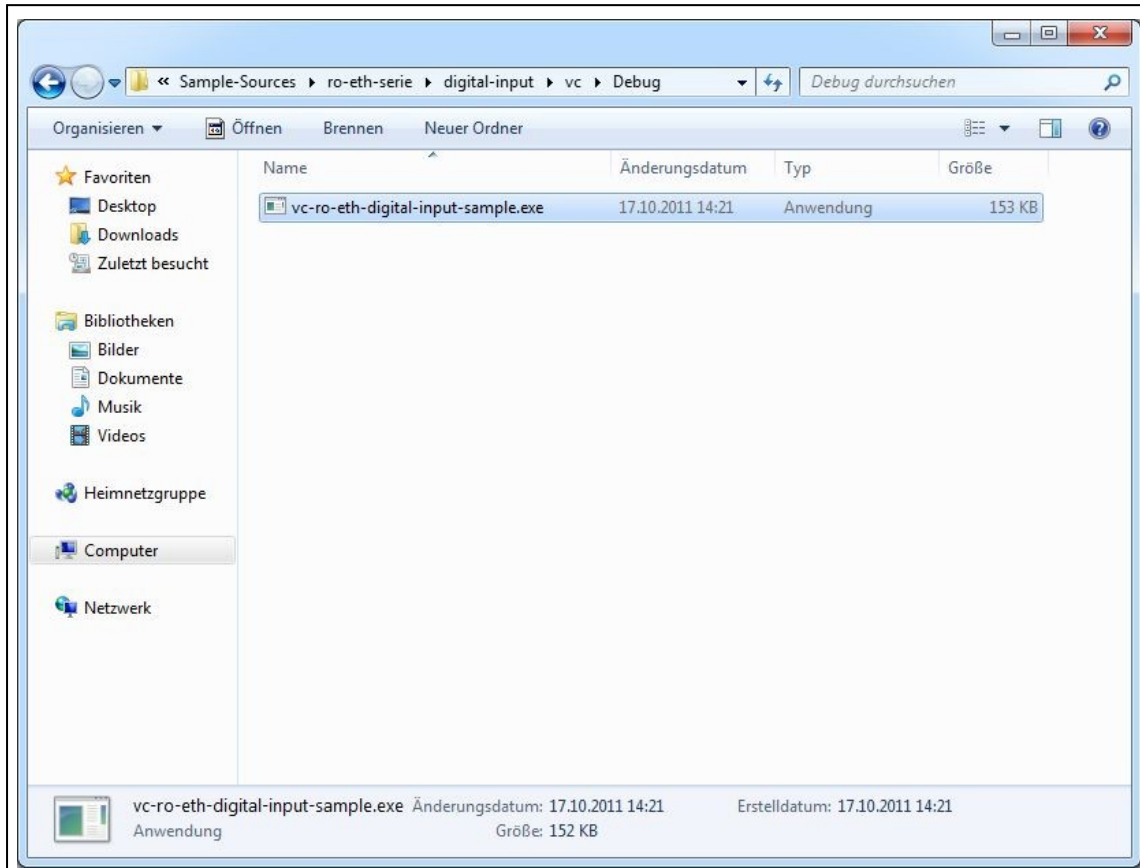 « Sample-Sources ▸ ro-eth-serie ▸ digital-input ▸ vc ▸ Debug Debug durchsuchen
Organisieren Öffnen Brennen Neuer Ordner
Name Änderungsdatum Typ Größe
vc-ro-eth-digital-input-sample.exe 17.10.2011 14:21 Anwendung 153 KB
Favoriten
Desktop
Downloads
Zuletzt besucht
Bibliotheken
Bilder
Dokumente
Musik
Videos
Heimnetzgruppe
Computer
Netzwerk
vc-ro-eth-digital-input-sample.exe Änderungsdatum: 17.10.2011 14:21 Erstelldatum: 17.10.2011 14:21
Anwendung Größe: 152 KB